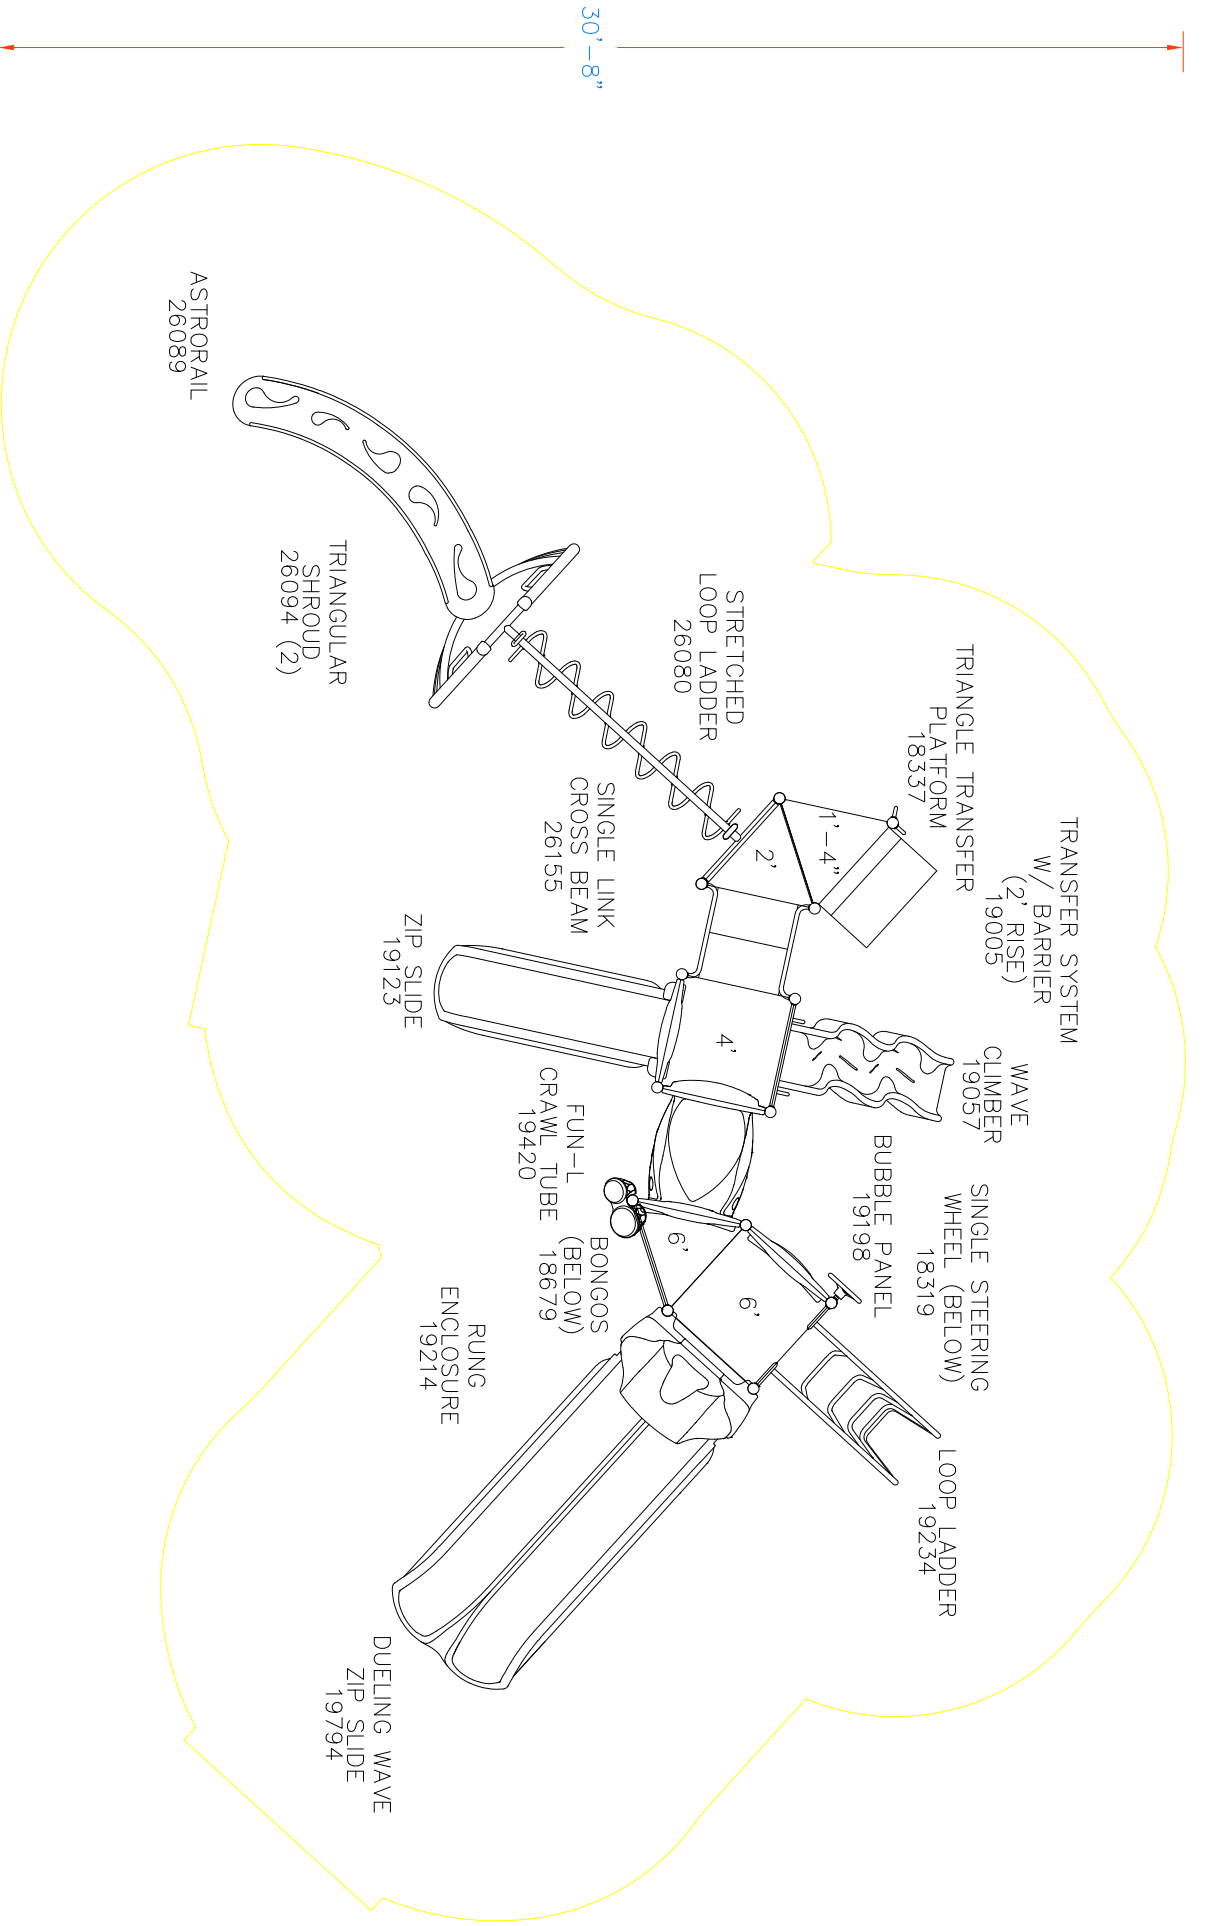 30'-8"
ASTRORAIL
26089
TRIANGULAR
SHROUD
26094 (2)
STRETCHED
LOOP LADDER
26080
TRIANGLE TRANSFER
PLATFORM
18337
TRANSFER SYSTEM
W/ BARRIER
(2' RISE)
19005
1'-4"
2'
SINGLE LINK
CROSS BEAM
26155
ZIP SLIDE
19123
4'
WAVE
CLIMBER
19057
FUN-L
CRAWL TUBE
19420
BUBBLE PANEL
19198
SINGLE STEERING
WHEEL (BELOW)
18319
6'
6'
BONGOS
(BELOW)
18679
RUNG
ENCLOSURE
19214
LOOP LADDER
19234
DUELING WAVE
ZIP SLIDE
19794